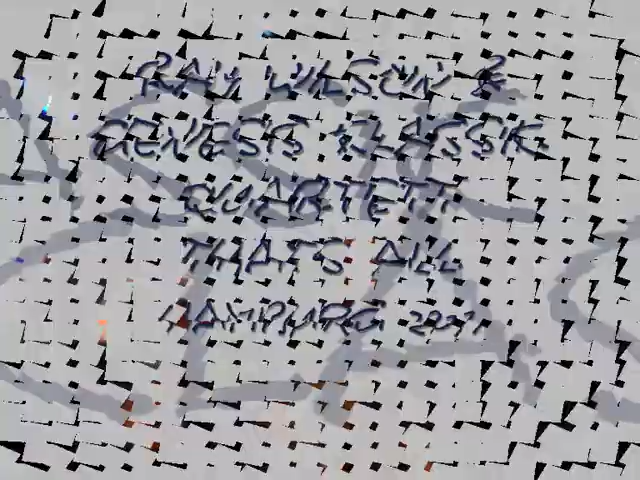 RAY WILSON &
GENESIS KLASSIK
QUARTETT
THATS ALL
HAMBURG